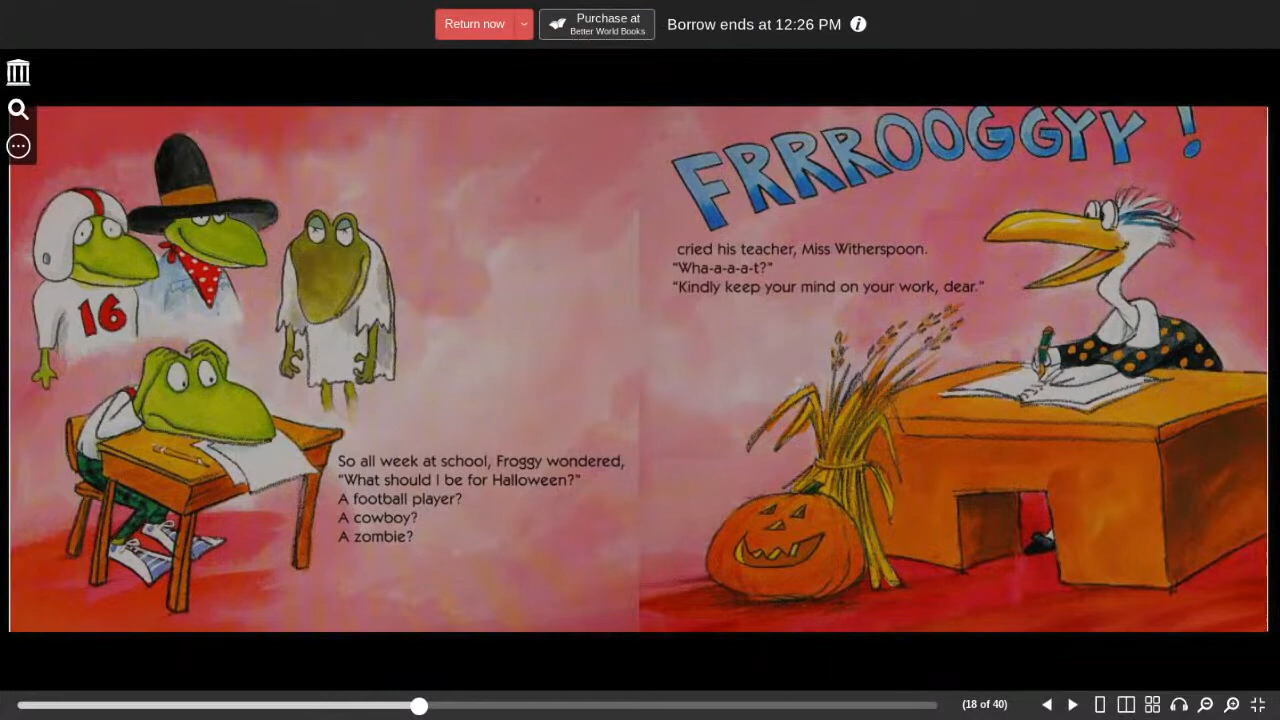 Return now
Purchase at
Better World Books
Borrow ends at 12:26 PM
16
So all week at school, Froggy wondered,
"What should I be for Halloween?"
A football player?
A cowboy?
A zombie?
FRRROOGGYY!
cried his teacher, Miss Witherspoon.
"Wha-a-a-a-t?"
"Kindly keep your mind on your work, dear."
(18 of 40)